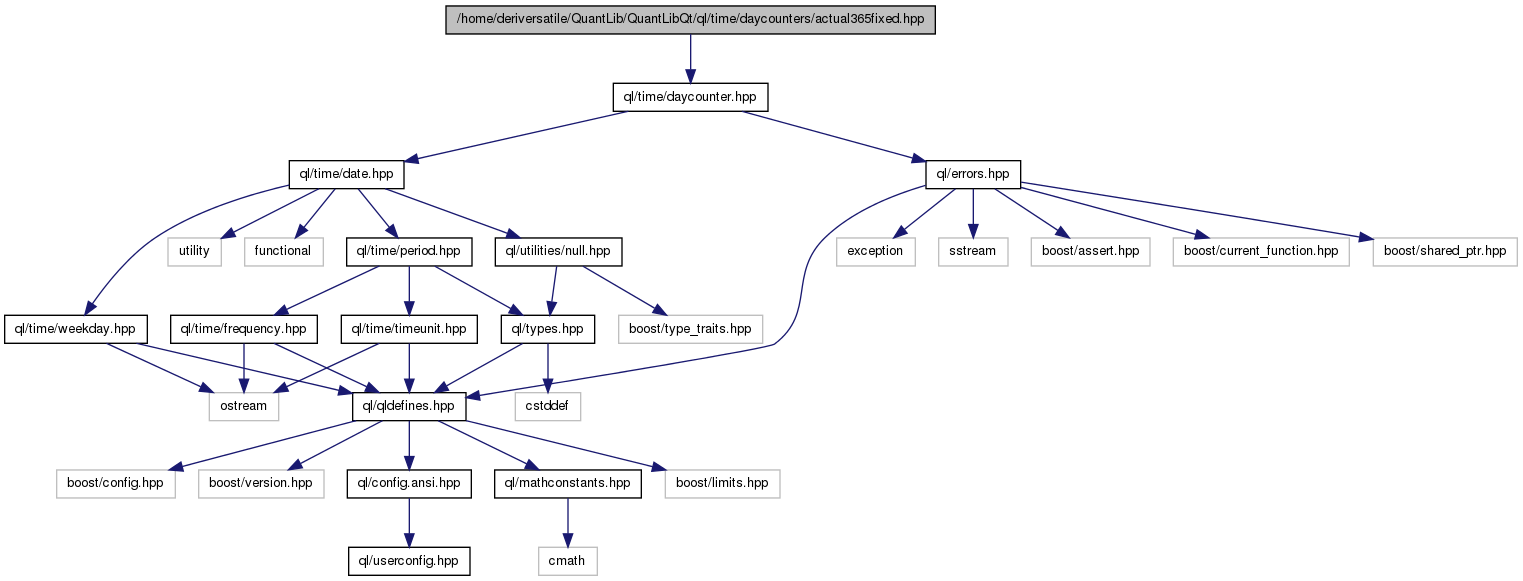 /home/deriversatile/QuantLib/QuantLibQt/ql/time/daycounters/actual365fixed.hpp
ql/time/daycounter.hpp
ql/time/date.hpp
ql/errors.hpp
utility
functional
ql/time/period.hpp
ql/utilities/null.hpp
exception
sstream
boost/assert.hpp
boost/current_function.hpp
boost/shared_ptr.hpp
ql/time/weekday.hpp
ql/time/frequency.hpp
ql/time/timeunit.hpp
ql/types.hpp
boost/type_traits.hpp
ostream
ql/qldefines.hpp
cstddef
boost/config.hpp
boost/version.hpp
ql/config.ansi.hpp
ql/mathconstants.hpp
boost/limits.hpp
ql/userconfig.hpp
cmath